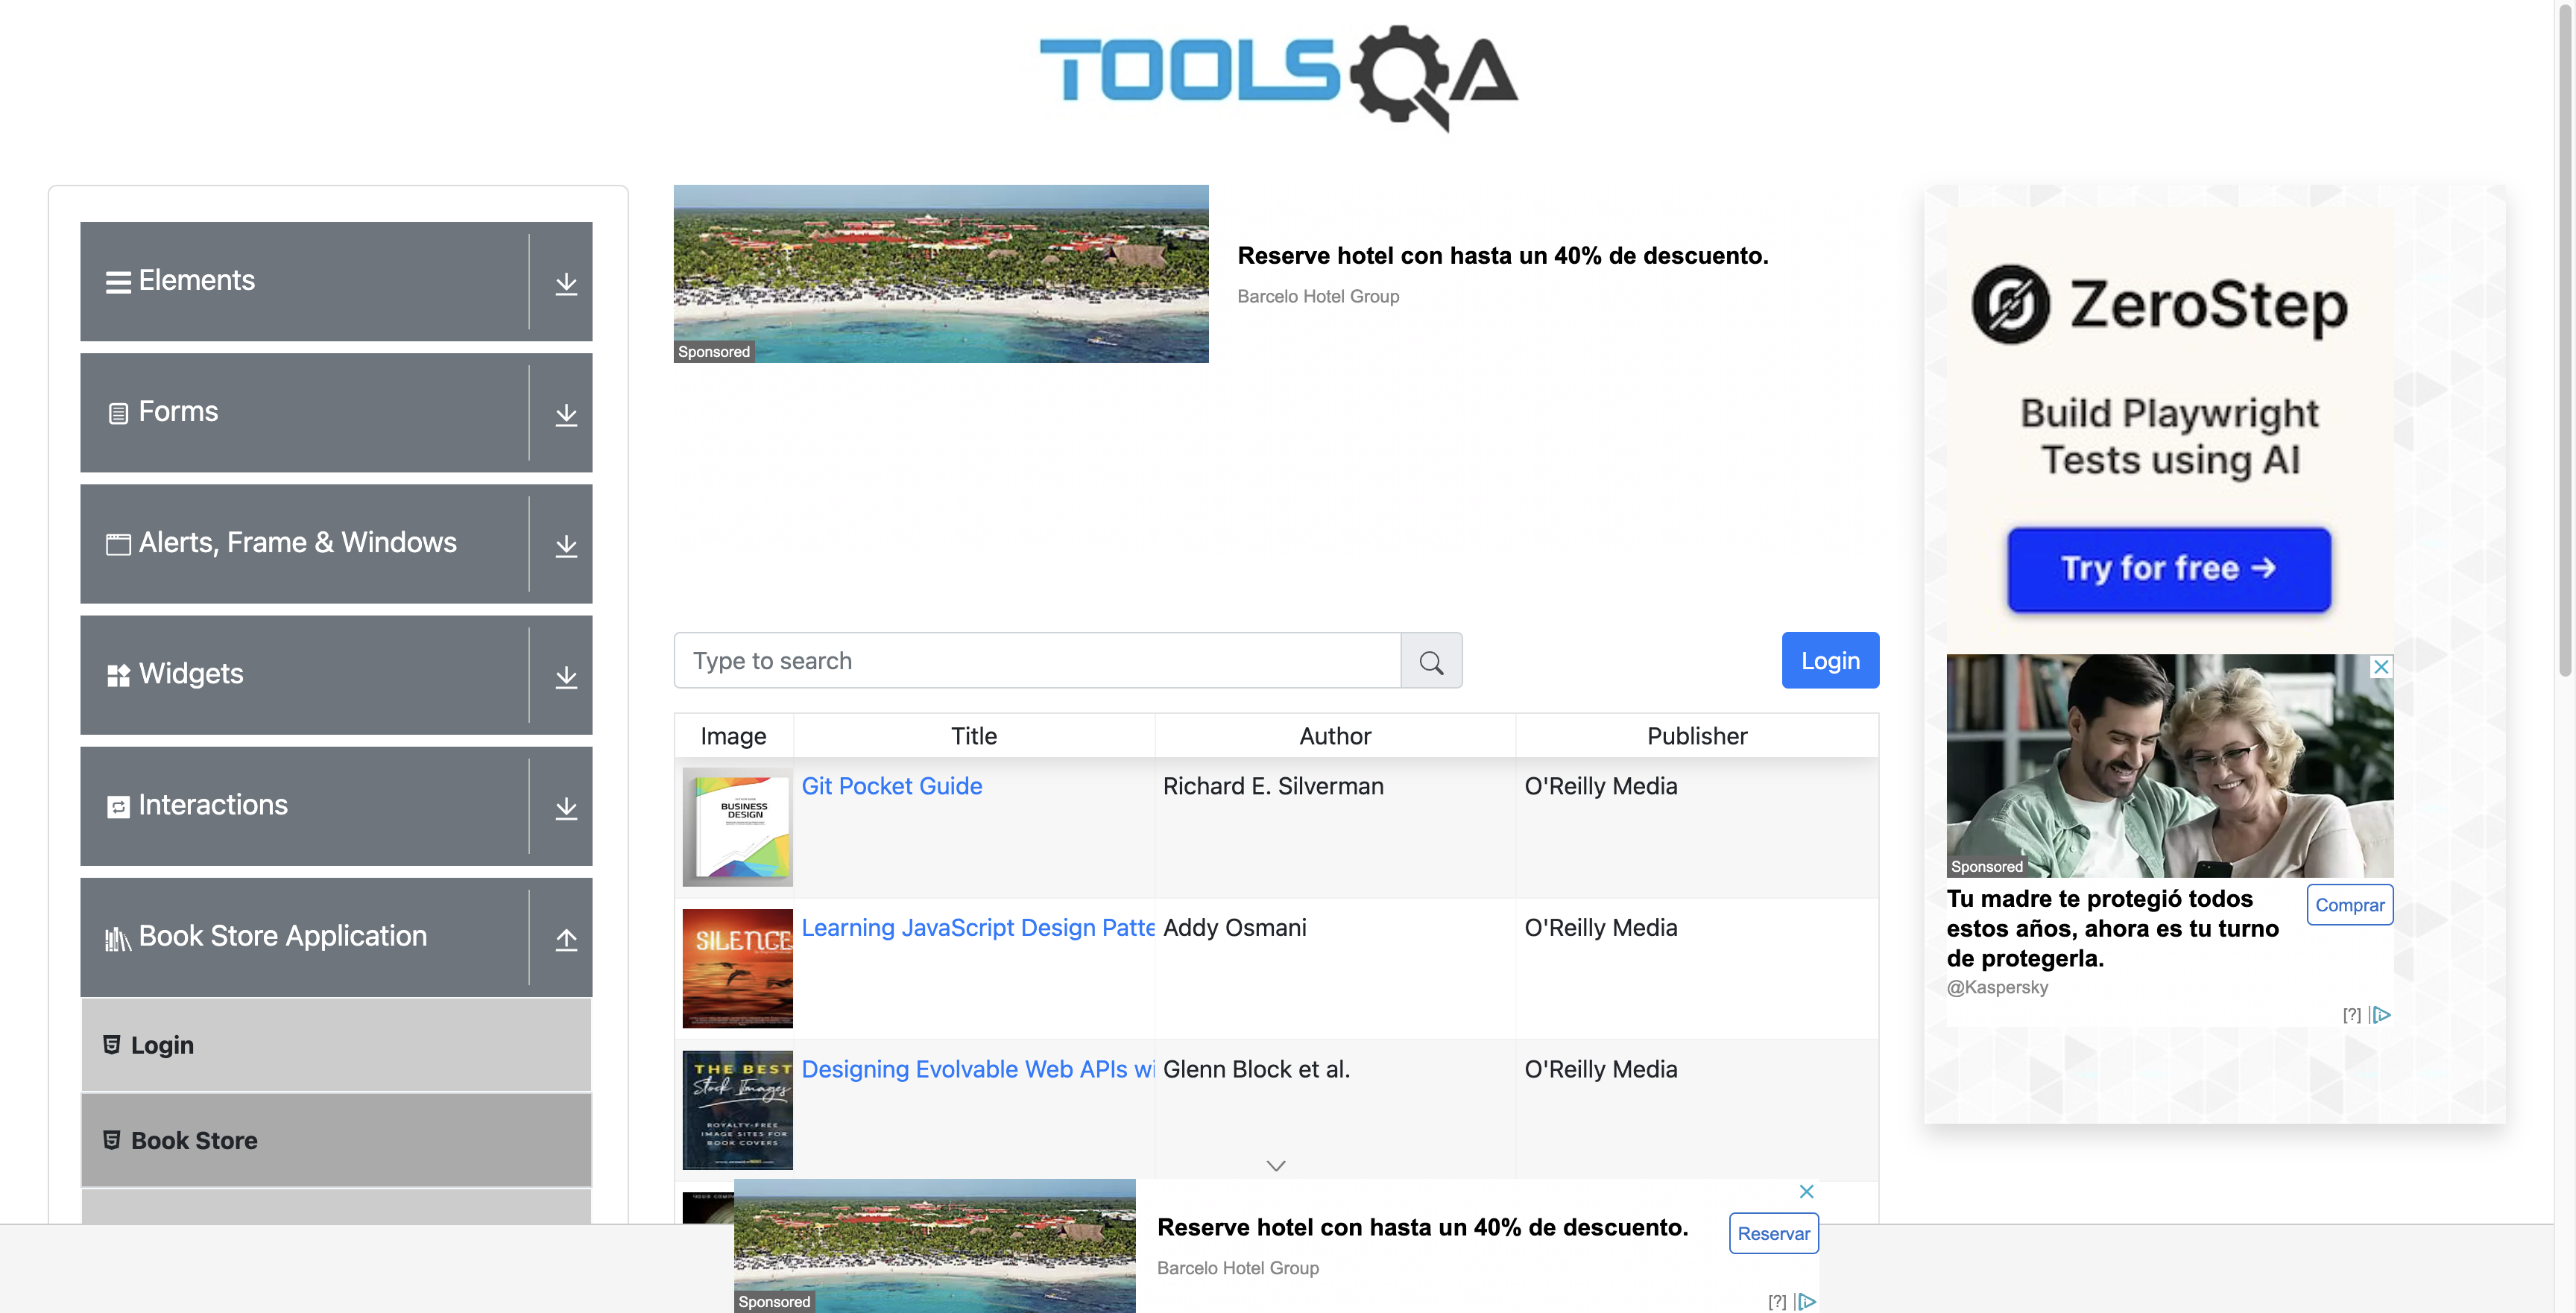 TOOLSQA
Elements
Forms
Alerts, Frame & Windows
Widgets
Interactions
Book Store Application
Login
Book Store
Reserve hotel con hasta un 40% de descuento.
Barcelo Hotel Group
Sponsored
Type to search
Login
Image Title Author Publisher
BUSINESS
DESIGN
Git Pocket Guide Richard E. Silverman O'Reilly Media
SILENCE
Learning JavaScript Design Patte Addy Osmani O'Reilly Media
THE BEST
Stock Images
ROYALTY-FREE
IMAGE SITES FOR
BOOK COVERS
Designing Evolvable Web APIs wi Glenn Block et al. O'Reilly Media
Reserve hotel con hasta un 40% de descuento.
Barcelo Hotel Group
Reservar
Sponsored
[?]
ZeroStep
Build Playwright
Tests using AI
Try for free →
Sponsored
Tu madre te protegió todos
estos años, ahora es tu turno
de protegerla.
@Kaspersky
Comprar
[?]